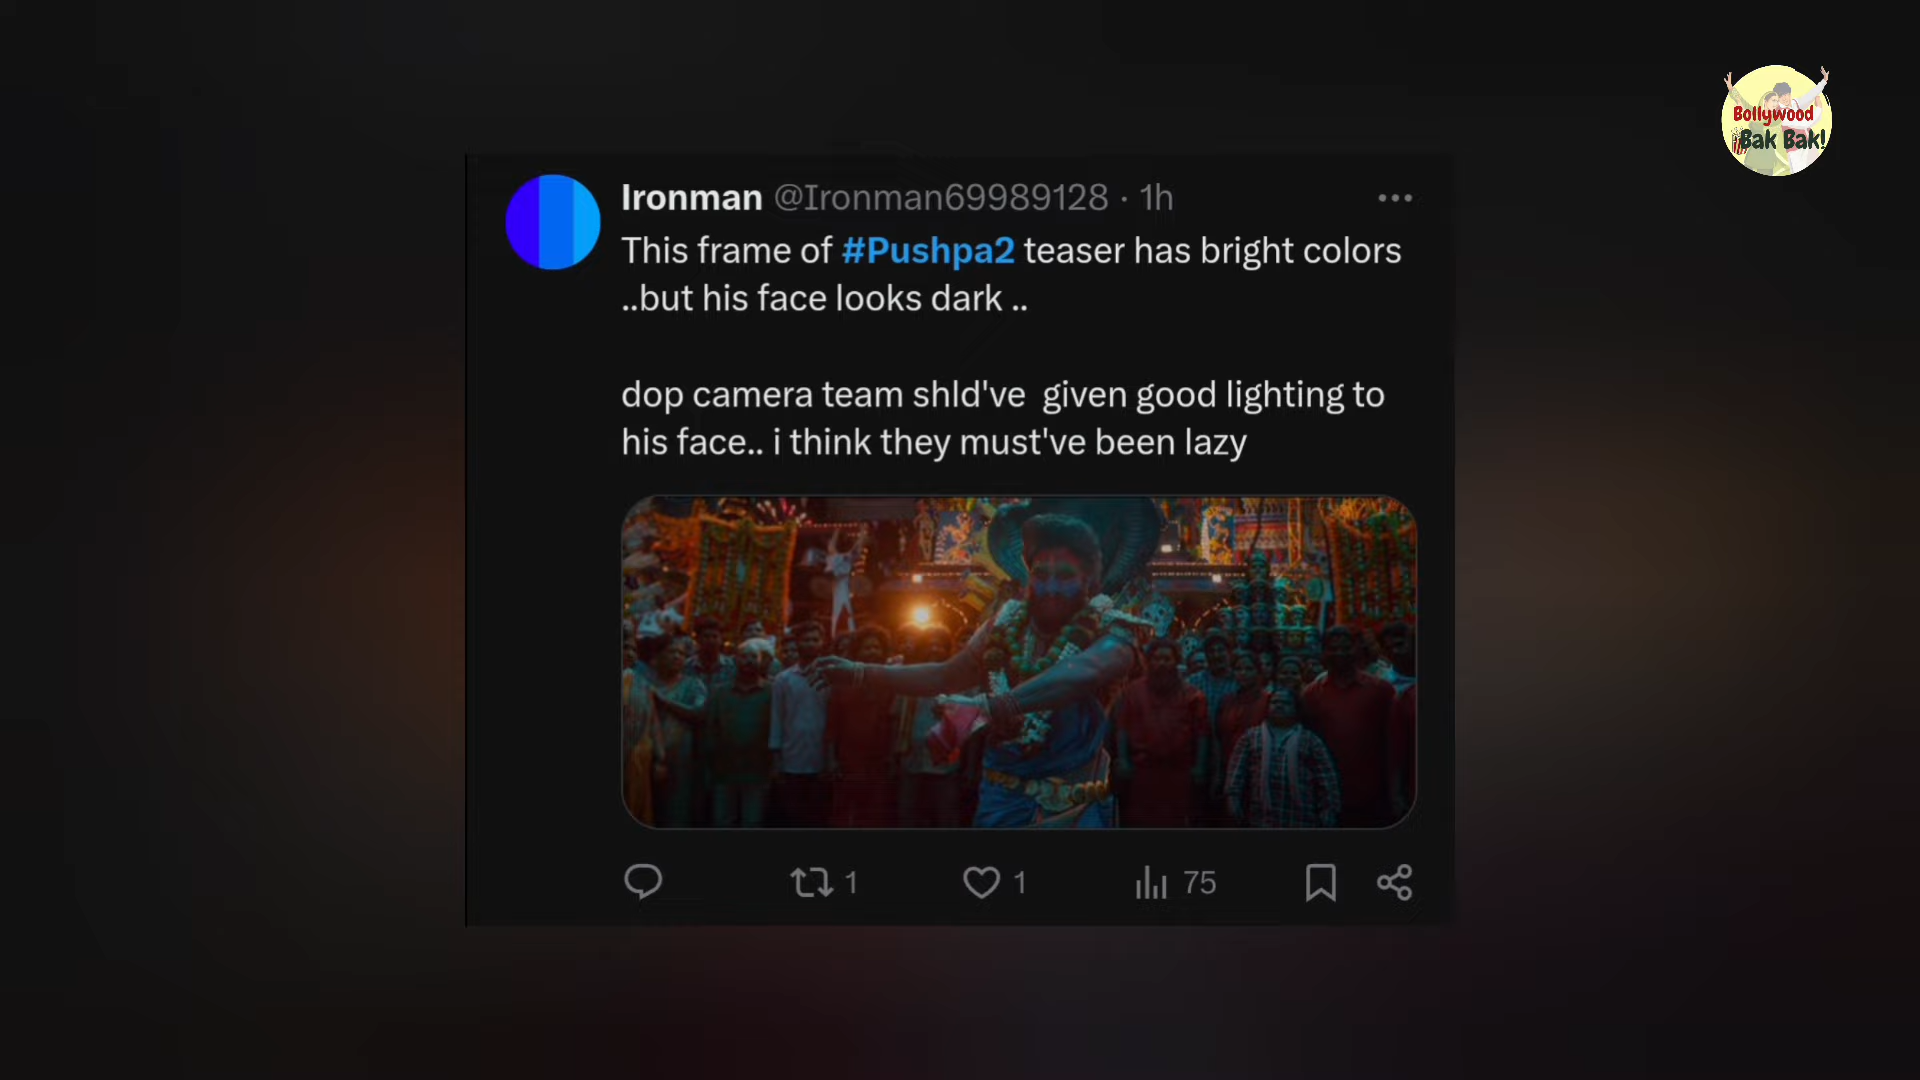 Bollywood
Bak Bak!
Ironman @Ironman69989128 · 1h
This frame of #Pushpa2 teaser has bright colors
..but his face looks dark ..
dop camera team shld've given good lighting to
his face.. i think they must've been lazy
1 1 75